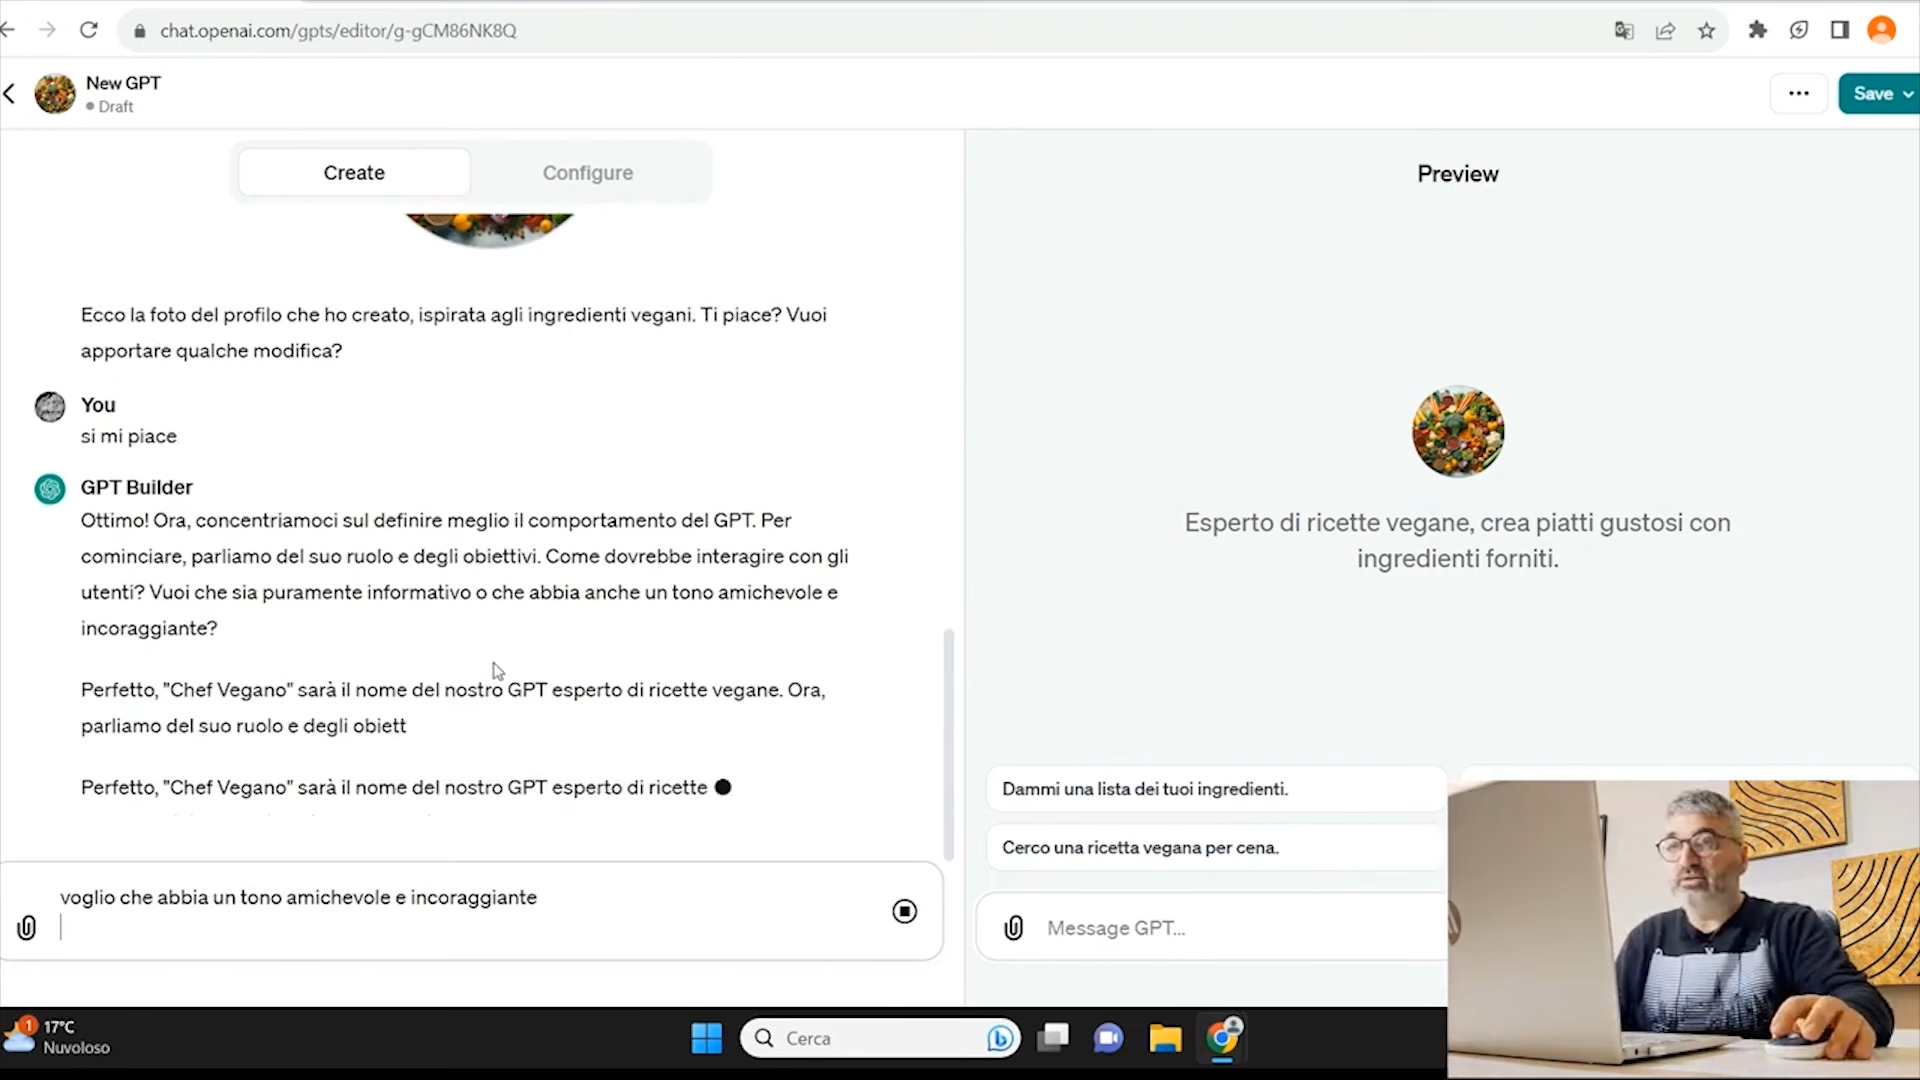 chat.openai.com/gpts/editor/g-gCM86NK8Q
New GPT
Draft
Save
Create
Configure
Preview
Ecco la foto del profilo che ho creato, ispirata agli ingredienti vegani. Ti piace? Vuoi
apportare qualche modifica?
You
si mi piace
GPT Builder
Ottimo! Ora, concentriamoci sul definire meglio il comportamento del GPT. Per
cominciare, parliamo del suo ruolo e degli obiettivi. Come dovrebbe interagire con gli
utenti? Vuoi che sia puramente informativo o che abbia anche un tono amichevole e
incoraggiante?
Perfetto, "Chef Vegano" sarà il nome del nostro GPT esperto di ricette vegane. Ora,
parliamo del suo ruolo e degli obiett
Perfetto, "Chef Vegano" sarà il nome del nostro GPT esperto di ricette
voglio che abbia un tono amichevole e incoraggiante
Esperto di ricette vegane, crea piatti gustosi con
ingredienti forniti.
Dammi una lista dei tuoi ingredienti.
Cerco una ricetta vegana per cena.
Message GPT...
1
17°C
Nuvoloso
Cerca